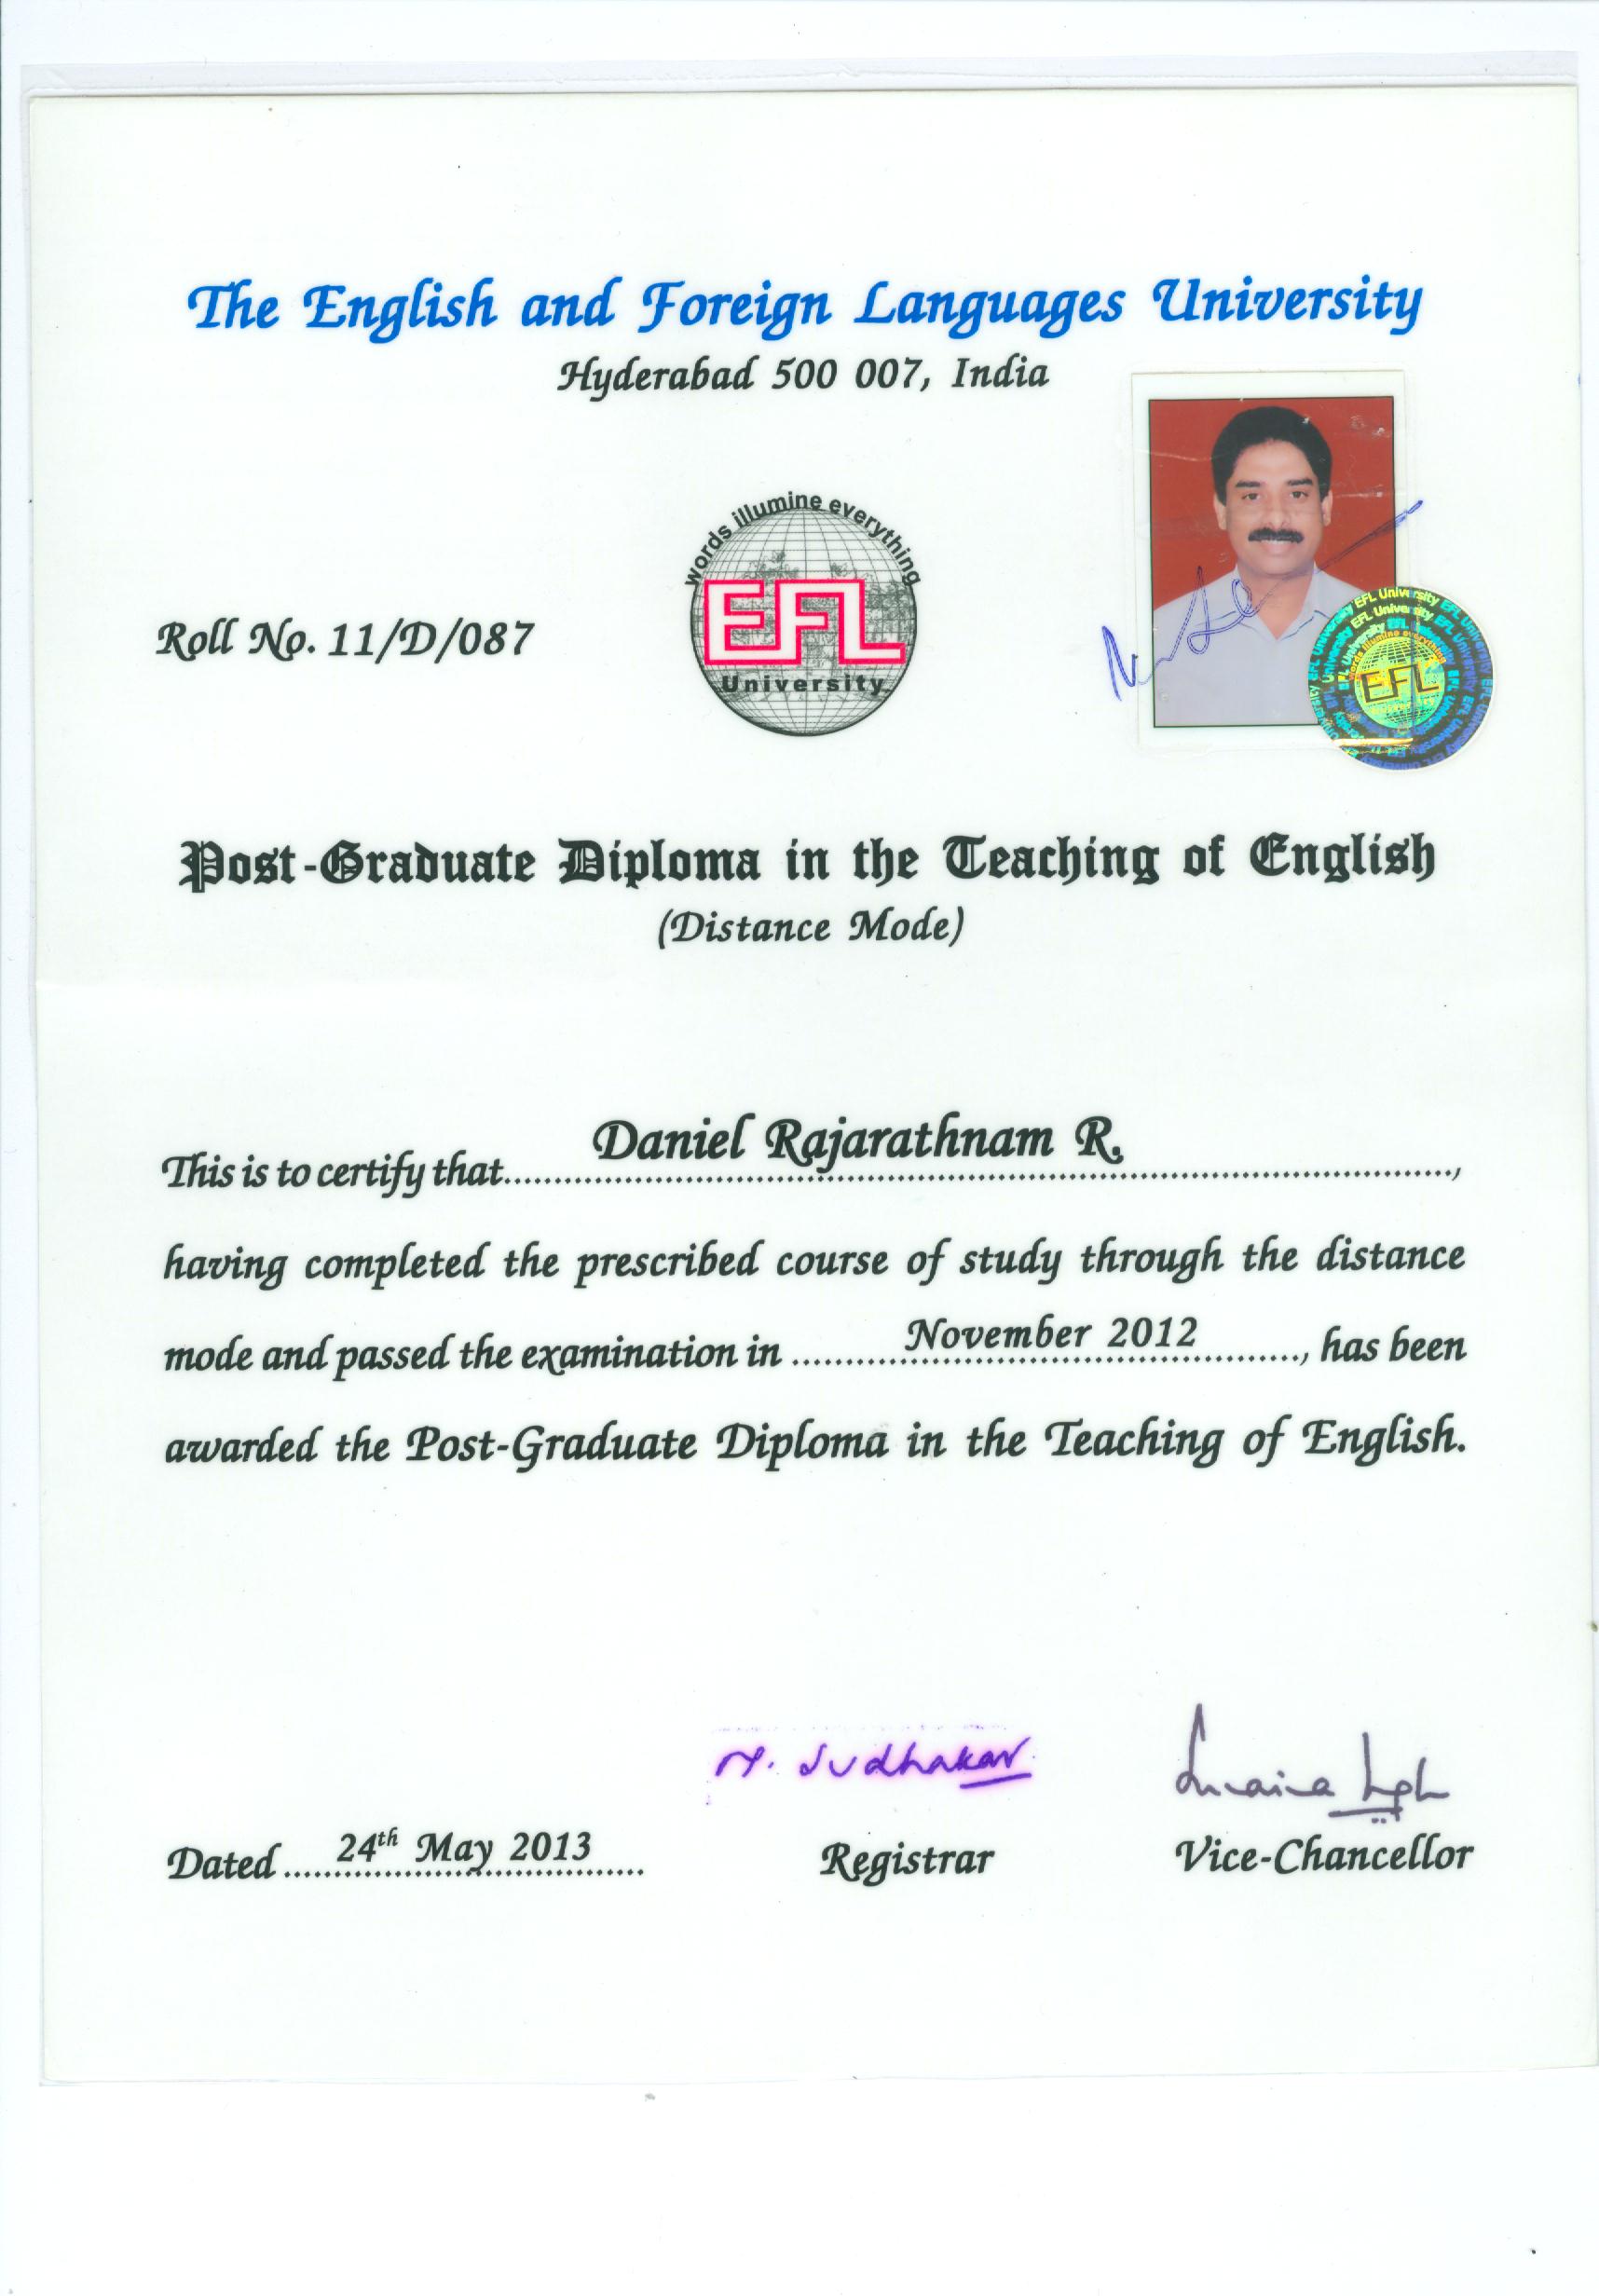 The English and Foreign Languages University
Hyderabad 500 007, India
words illumine everything
EFL
University
Roll No. 11/D/087
EFL University
words illumine everything
EFL
Post-Graduate Diploma in the Teaching of English
(Distance Mode)
This is to certify that Daniel Rajarathnam R. ,
having completed the prescribed course of study through the distance
mode and passed the examination in November 2012 , has been
awarded the Post-Graduate Diploma in the Teaching of English.
Sudhakar
Dated 24th May 2013
Registrar
Vice-Chancellor